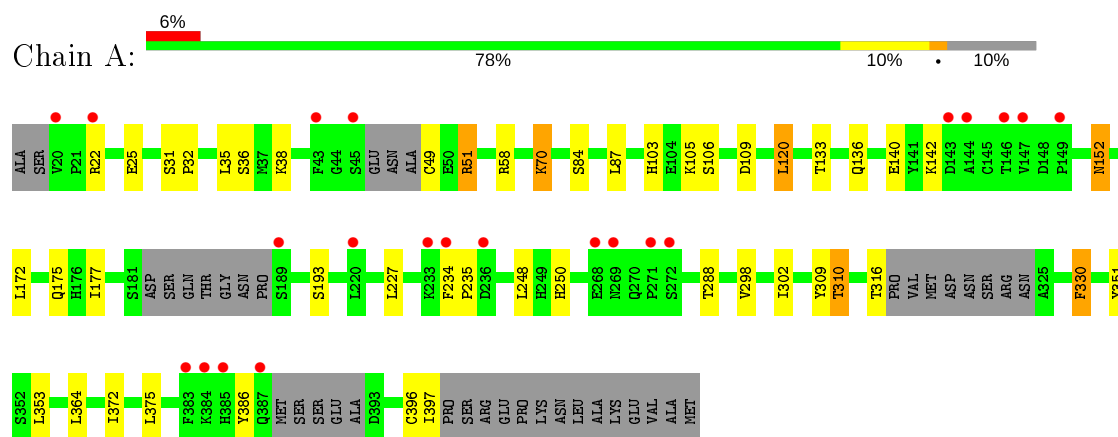 6%
Chain A:
78% 10% • 10%
ALA SER V20 P21 R22 E25 S31 P32 L35 S36 M37 K38 F43 G44 S45 GLU ASN ALA C49 E50 R51 R58 K70 S84 L87 H103 E104 K105 S106 D109 L120 T133 Q136 E140 Y141 K142 D143 A144 C145 T146 V147 D148 P149 N152
L172 Q175 H176 I177 S181 ASP SER GLN THR GLY ASN PRO S189 S193 L220 L227 K233 F234 P235 D236 L248 H249 H250 E268 N269 Q270 P271 S272 T288 V298 I302 Y309 T310 T316 PRO VAL MET ASP ASN SER ARG ASN A325 F330 Y351
S352 L353 L364 I372 L375 F383 K384 H385 Y386 Q387 MET SER SER GLU ALA D393 C396 I397 PRO SER ARG GLU PRO LYS ASN LEU ALA LYS GLU VAL ALA MET